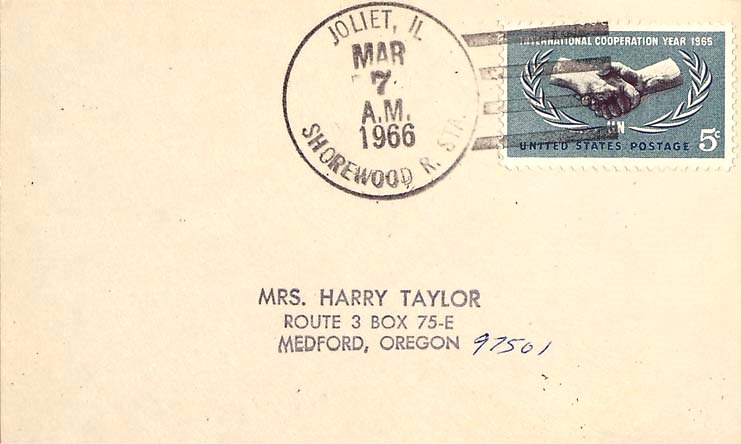 JOLIET, IL
MAR
7
A.M.
1966
SHOREWOOD R. STA.
INTERNATIONAL COOPERATION YEAR 1965
UN
5c
UNITED STATES POSTAGE
MRS. HARRY TAYLOR
ROUTE 3 BOX 75-E
MEDFORD, OREGON 97501